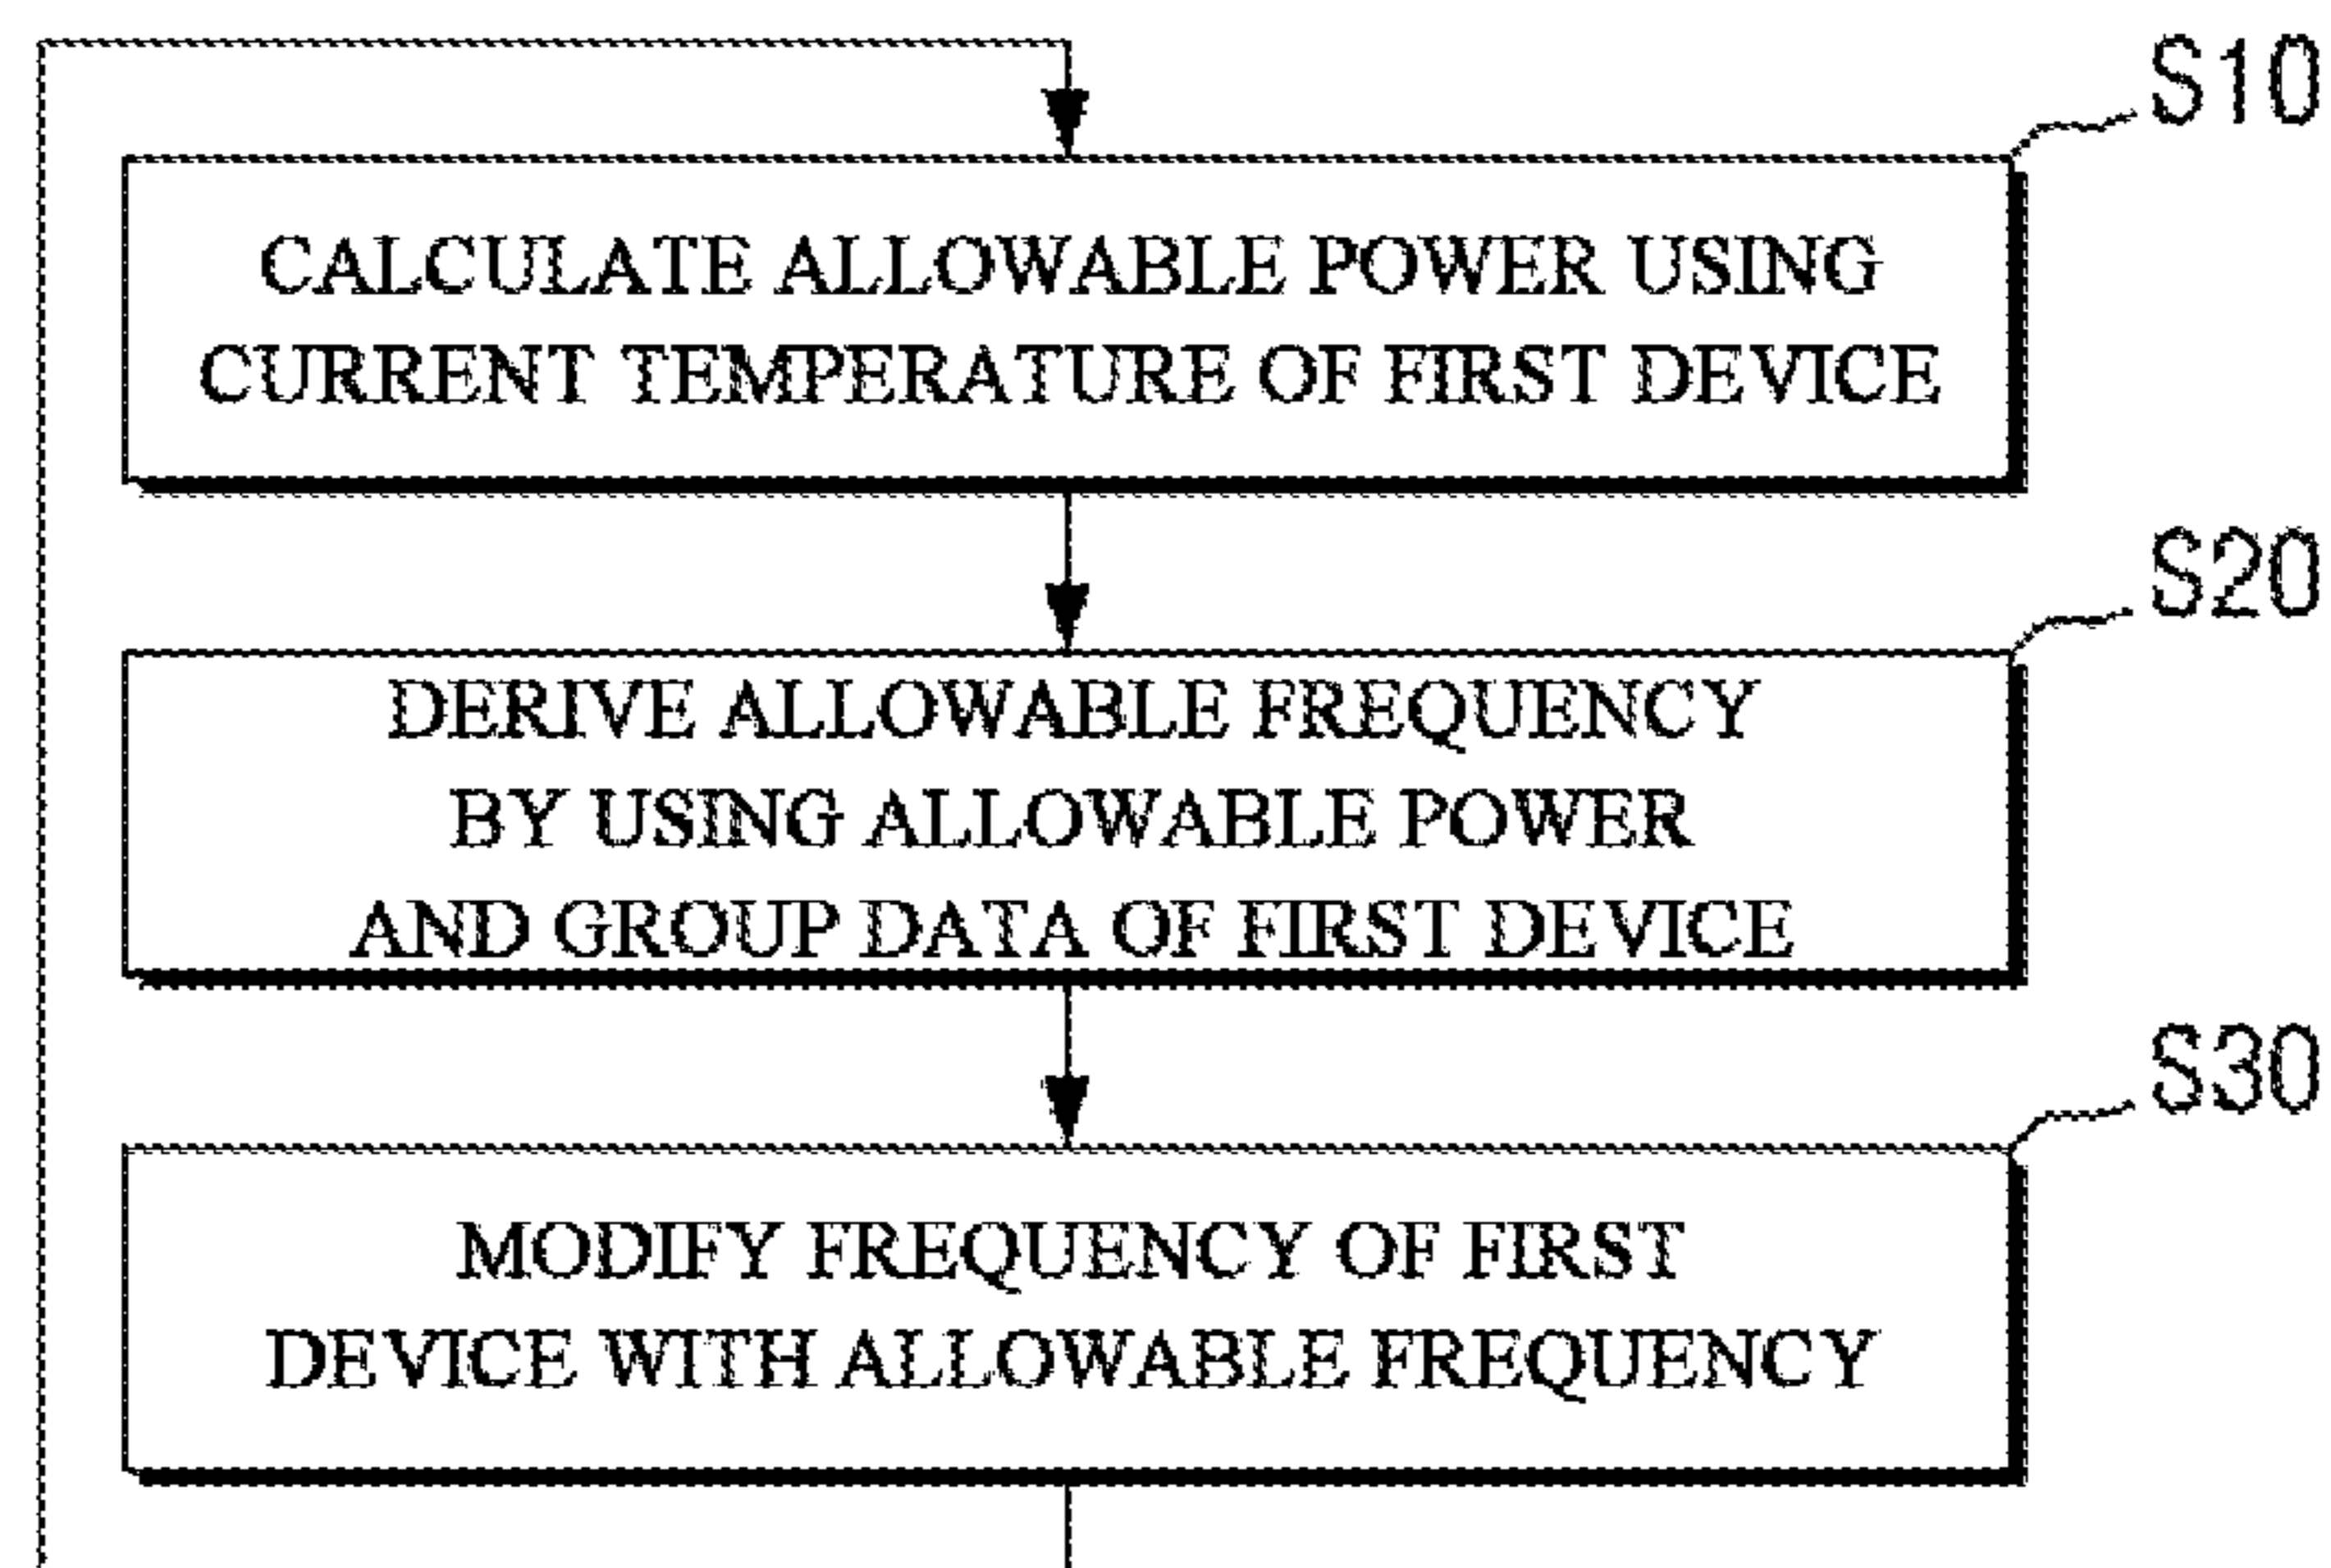 S10
CALCULATE ALLOWABLE POWER USING
CURRENT TEMPERATURE OF FIRST DEVICE
S20
DERIVE ALLOWABLE FREQUENCY
BY USING ALLOWABLE POWER
AND GROUP DATA OF FIRST DEVICE
S30
MODIFY FREQUENCY OF FIRST
DEVICE WITH ALLOWABLE FREQUENCY